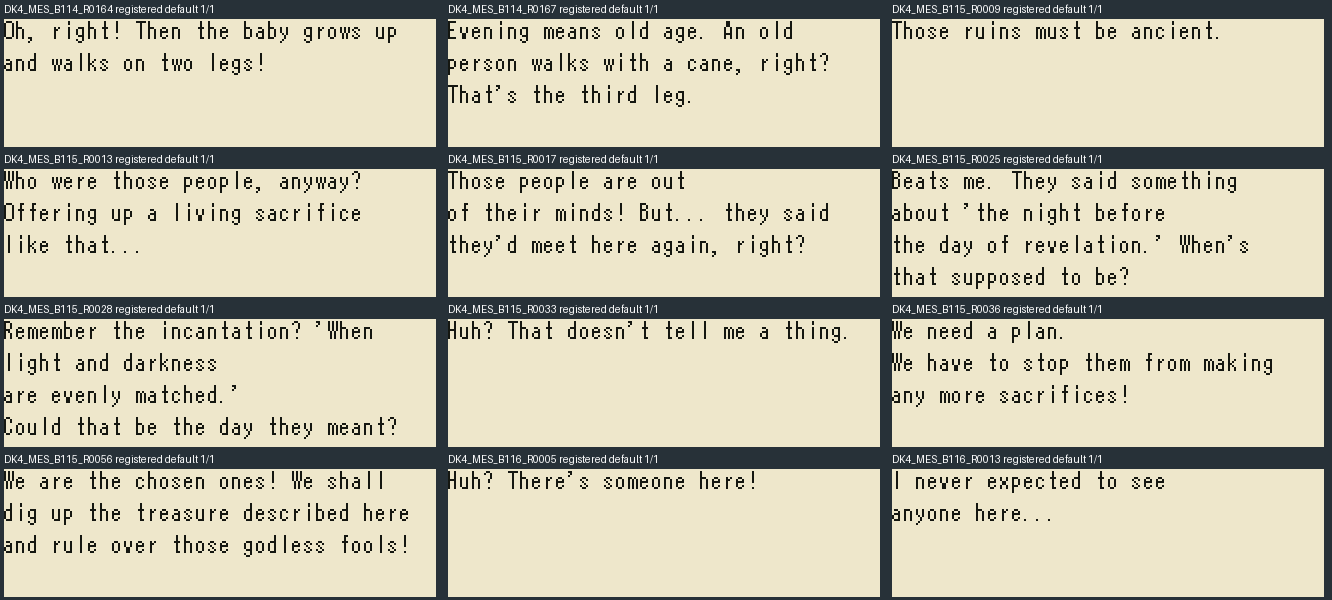 DK4_MES_B114_R0164 registered default 1/1
Oh, right! Then the baby grows up
and walks on two legs!
DK4_MES_B114_R0167 registered default 1/1
Evening means old age. An old
person walks with a cane, right?
That's the third leg.
DK4_MES_B115_R0009 registered default 1/1
Those ruins must be ancient.
DK4_MES_B115_R0013 registered default 1/1
Who were those people, anyway?
Offering up a living sacrifice
like that...
DK4_MES_B115_R0017 registered default 1/1
Those people are out
of their minds! But... they said
they'd meet here again, right?
DK4_MES_B115_R0025 registered default 1/1
Beats me. They said something
about 'the night before
the day of revelation.' When's
that supposed to be?
DK4_MES_B115_R0028 registered default 1/1
Remember the incantation? 'When
light and darkness
are evenly matched.'
Could that be the day they meant?
DK4_MES_B115_R0033 registered default 1/1
Huh? That doesn't tell me a thing.
DK4_MES_B115_R0036 registered default 1/1
We need a plan.
We have to stop them from making
any more sacrifices!
DK4_MES_B115_R0056 registered default 1/1
We are the chosen ones! We shall
dig up the treasure described here
and rule over those godless fools!
DK4_MES_B116_R0005 registered default 1/1
Huh? There's someone here!
DK4_MES_B116_R0013 registered default 1/1
I never expected to see
anyone here...